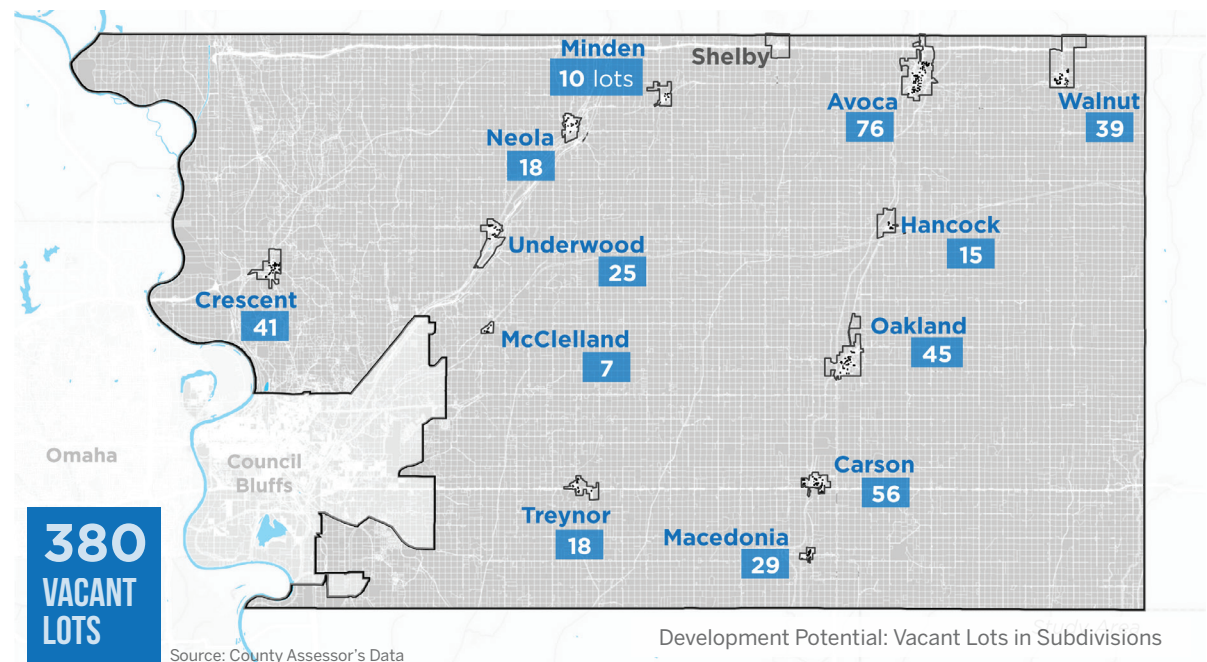 Minden
10 lots
Shelby
Avoca
76
Walnut
39
Neola
18
Hancock
15
Underwood
25
Crescent
41
McClelland
7
Oakland
45
Omaha
Council
Bluffs
Carson
56
Treynor
18
Macedonia
29
380
VACANT
LOTS
Study Area
Development Potential: Vacant Lots in Subdivisions
Source: County Assessor's Data